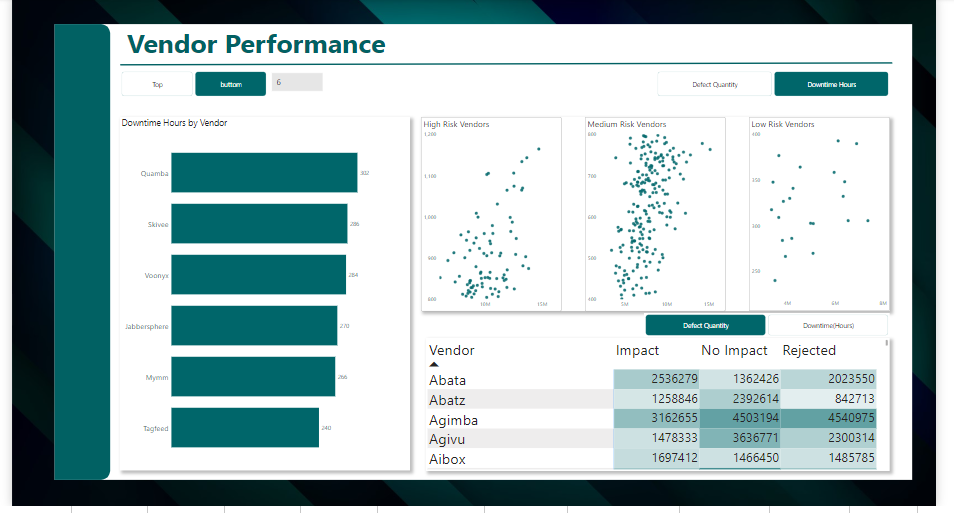 Vendor Performance
Top
buttom
6
Defect Quantity
Downtime Hours
Downtime Hours by Vendor
Quamba
302
Skivee
286
Voonyx
284
Jabbersphere
270
Mymm
266
Tagfeed
240
High Risk Vendors
1,200
1,100
1,000
900
800
10M
15M
Medium Risk Vendors
800
700
600
500
400
5M
10M
15M
Low Risk Vendors
400
350
300
250
4M
6M
8M
Defect Quantity
Downtime(Hours)
Vendor Impact No Impact Rejected
Abata 2536279 1362426 2023550
Abatz 1258846 2392614 842713
Agimba 3162655 4503194 4540975
Agivu 1478333 3636771 2300314
Aibox 1697412 1466450 1485785